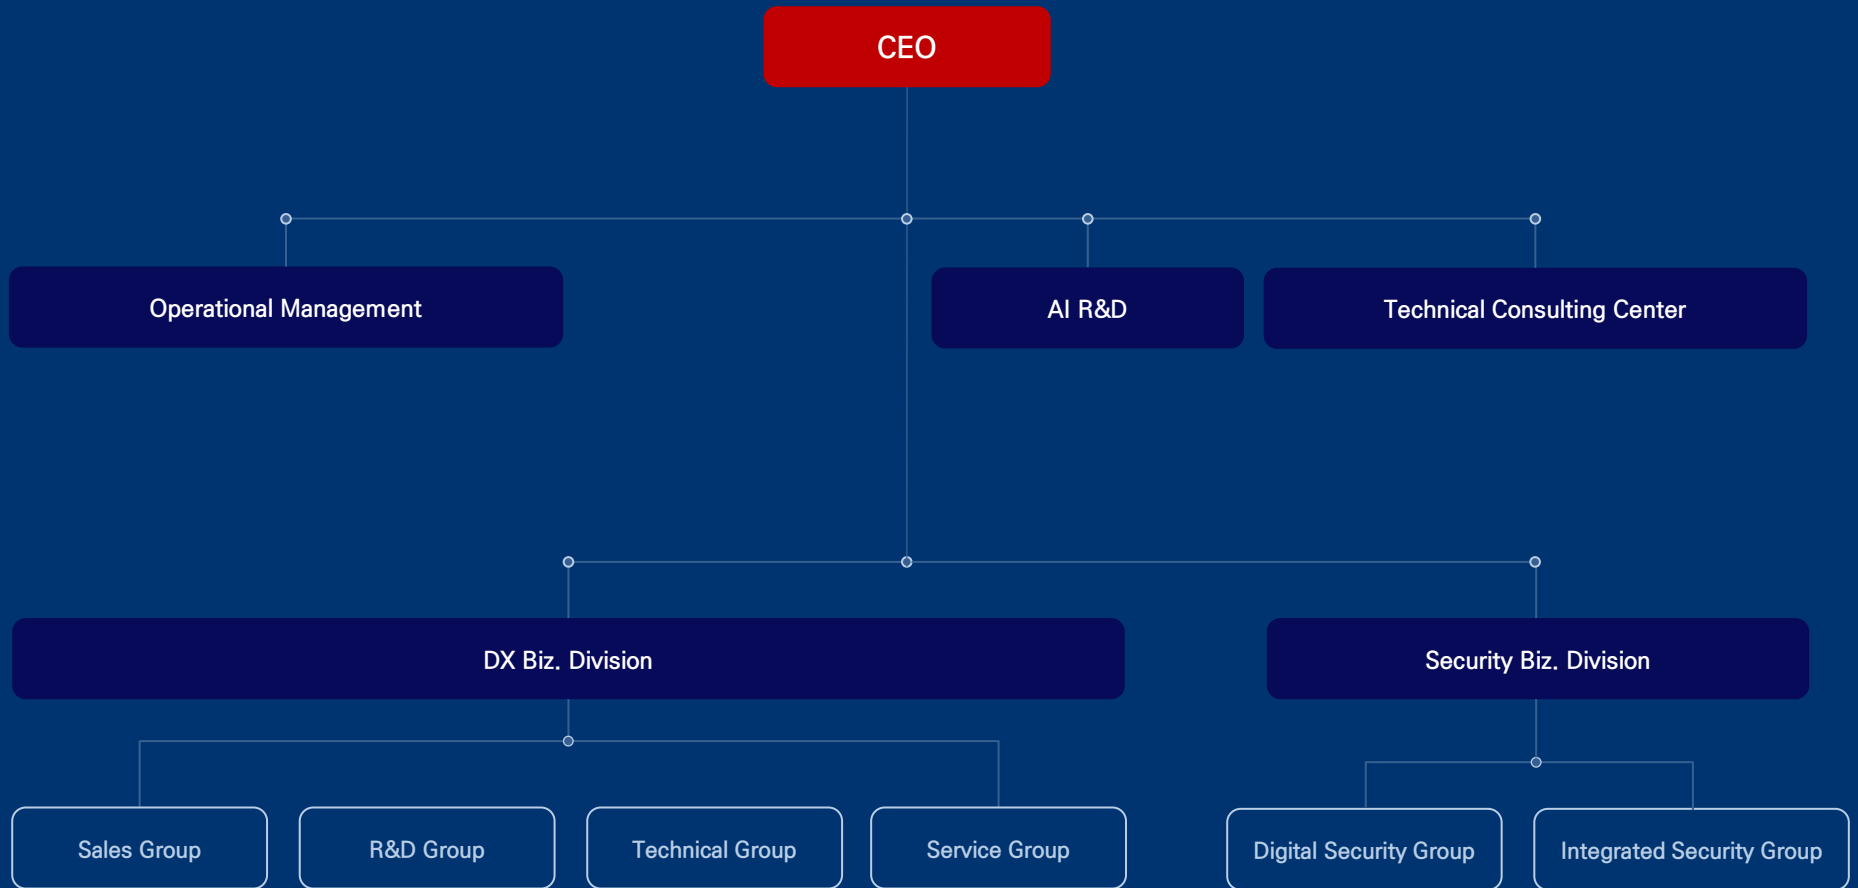 CEO
Operational Management
AI R&D
Technical Consulting Center
DX Biz. Division
Security Biz. Division
Sales Group
R&D Group
Technical Group
Service Group
Digital Security Group
Integrated Security Group